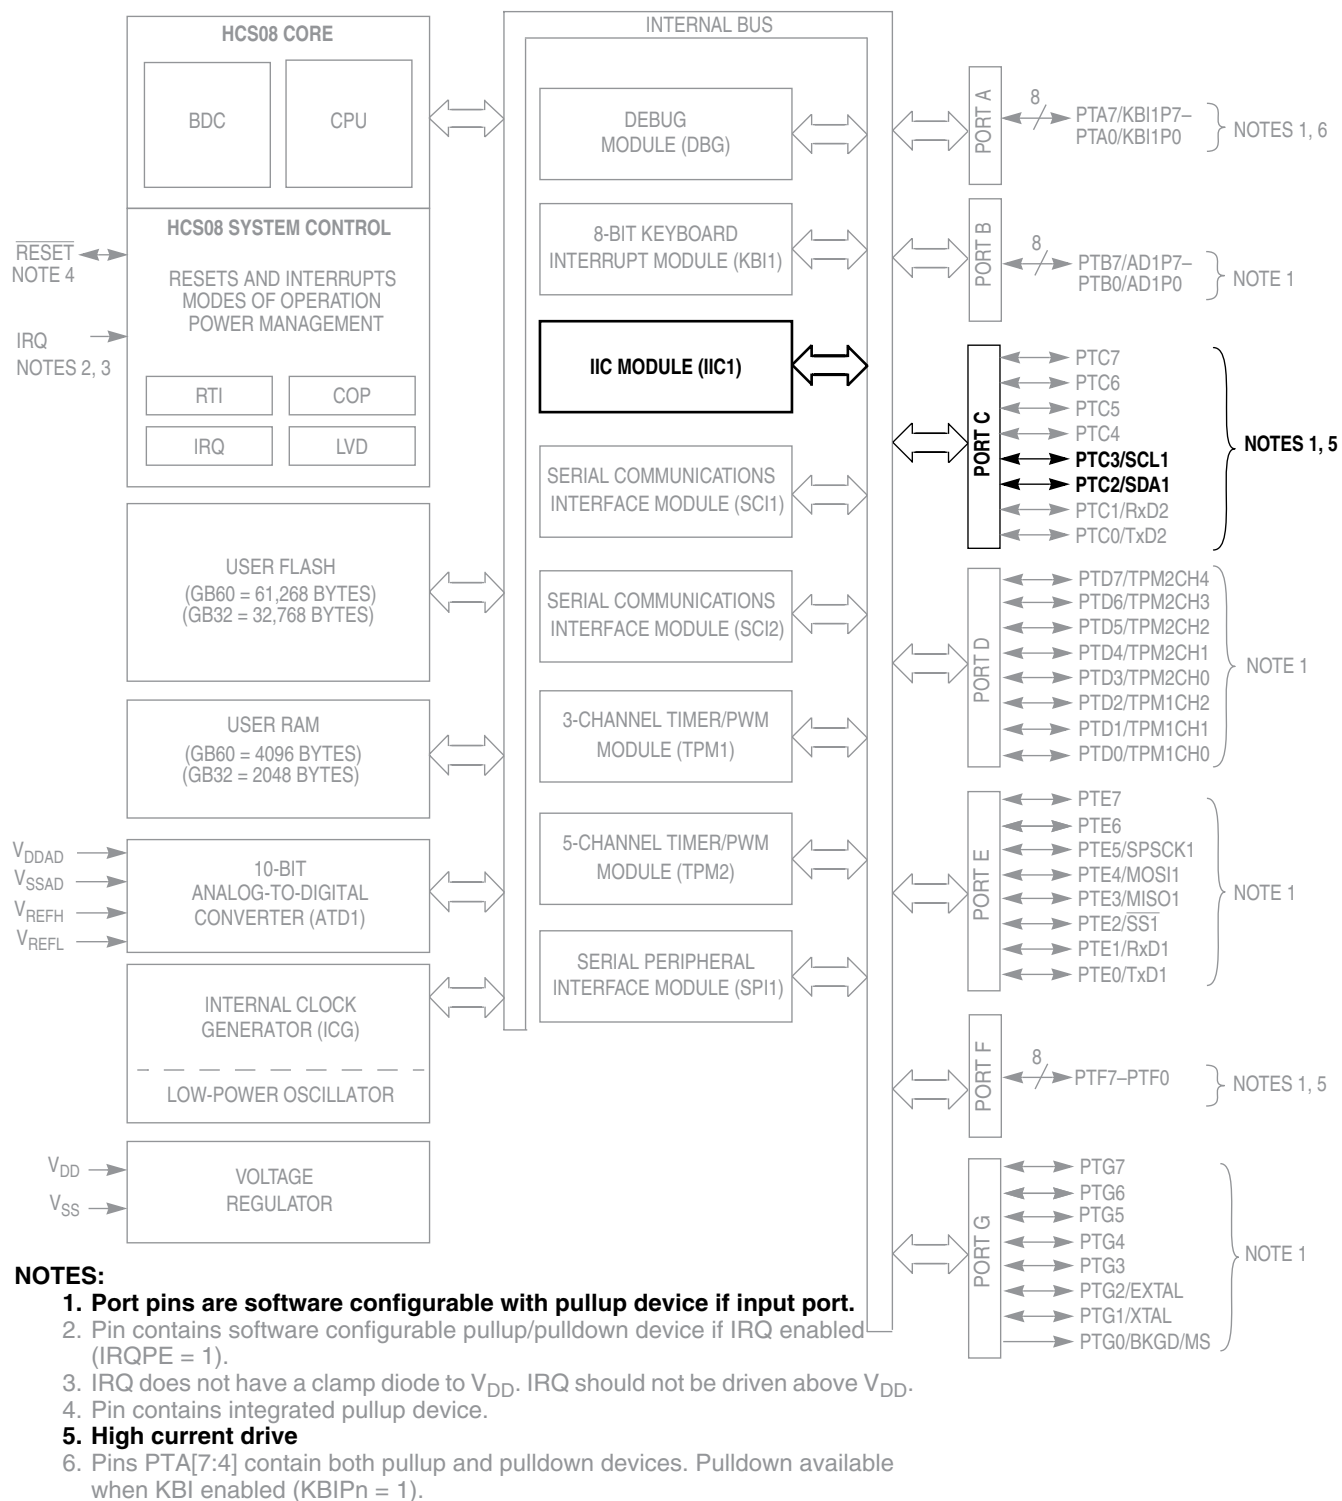 HCS08 CORE
BDC
CPU
HCS08 SYSTEM CONTROL
RESETS AND INTERRUPTS
MODES OF OPERATION
POWER MANAGEMENT
RTI
COP
IRQ
LVD
RESET
NOTE 4
IRQ
NOTES 2, 3
USER FLASH
(GB60 = 61,268 BYTES)
(GB32 = 32,768 BYTES)
USER RAM
(GB60 = 4096 BYTES)
(GB32 = 2048 BYTES)
VDDAD
VSSAD
VREFH
VREFL
10-BIT
ANALOG-TO-DIGITAL
CONVERTER (ATD1)
INTERNAL CLOCK
GENERATOR (ICG)
LOW-POWER OSCILLATOR
VDD
VSS
VOLTAGE
REGULATOR
INTERNAL BUS
DEBUG
MODULE (DBG)
8-BIT KEYBOARD
INTERRUPT MODULE (KBI1)
IIC MODULE (IIC1)
SERIAL COMMUNICATIONS
INTERFACE MODULE (SCI1)
SERIAL COMMUNICATIONS
INTERFACE MODULE (SCI2)
3-CHANNEL TIMER/PWM
MODULE (TPM1)
5-CHANNEL TIMER/PWM
MODULE (TPM2)
SERIAL PERIPHERAL
INTERFACE MODULE (SPI1)
PORT A
8
PTA7/KBI1P7–
PTA0/KBI1P0
NOTES 1, 6
PORT B
8
PTB7/AD1P7–
PTB0/AD1P0
NOTE 1
PORT C
PTC7
PTC6
PTC5
PTC4
PTC3/SCL1
PTC2/SDA1
PTC1/RxD2
PTC0/TxD2
NOTES 1, 5
PORT D
PTD7/TPM2CH4
PTD6/TPM2CH3
PTD5/TPM2CH2
PTD4/TPM2CH1
PTD3/TPM2CH0
PTD2/TPM1CH2
PTD1/TPM1CH1
PTD0/TPM1CH0
NOTE 1
PORT E
PTE7
PTE6
PTE5/SPSCK1
PTE4/MOSI1
PTE3/MISO1
PTE2/SS1
PTE1/RxD1
PTE0/TxD1
NOTE 1
PORT F
8
PTF7–PTF0
NOTES 1, 5
PORT G
PTG7
PTG6
PTG5
PTG4
PTG3
PTG2/EXTAL
PTG1/XTAL
PTG0/BKGD/MS
NOTE 1
NOTES:
1. Port pins are software configurable with pullup device if input port.
2. Pin contains software configurable pullup/pulldown device if IRQ enabled
(IRQPE = 1).
3. IRQ does not have a clamp diode to VDD. IRQ should not be driven above VDD.
4. Pin contains integrated pullup device.
5. High current drive
6. Pins PTA[7:4] contain both pullup and pulldown devices. Pulldown available
when KBI enabled (KBIPn = 1).